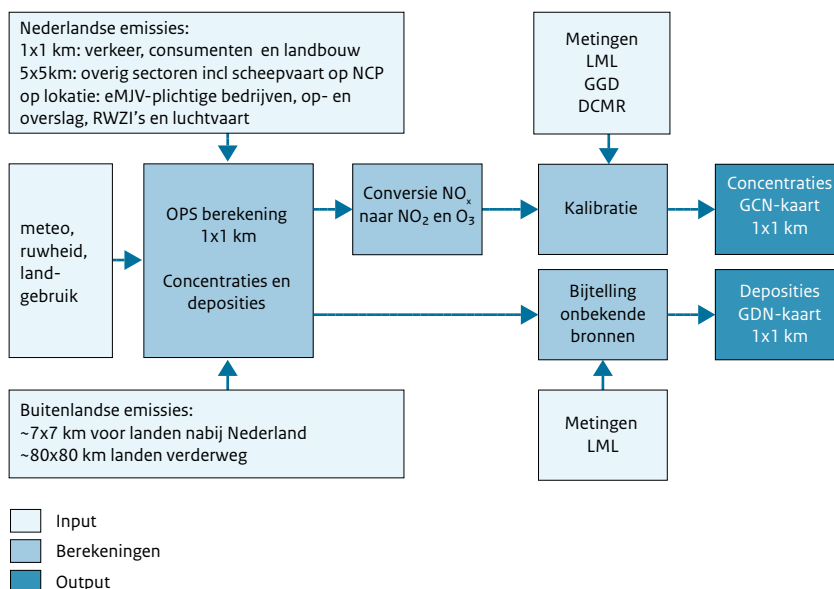 Nederlandse emissies:
1x1 km: verkeer, consumenten en landbouw
5x5km: overig sectoren incl scheepvaart op NCP
op lokatie: eMJV-plichtige bedrijven, op- en
overslag, RWZI's en luchtvaart
Metingen
LML
GGD
DCMR
meteo,
ruwheid,
land-
gebruik
OPS berekening
1x1 km
Concentraties en
deposities
Conversie NOₓ
naar NO₂ en O₃
Kalibratie
Concentraties
GCN-kaart
1x1 km
Bijtelling
onbekende
bronnen
Deposities
GDN-kaart
1x1 km
Buitenlandse emissies:
~7x7 km voor landen nabij Nederland
~80x80 km landen verderweg
Metingen
LML
Input
Berekeningen
Output